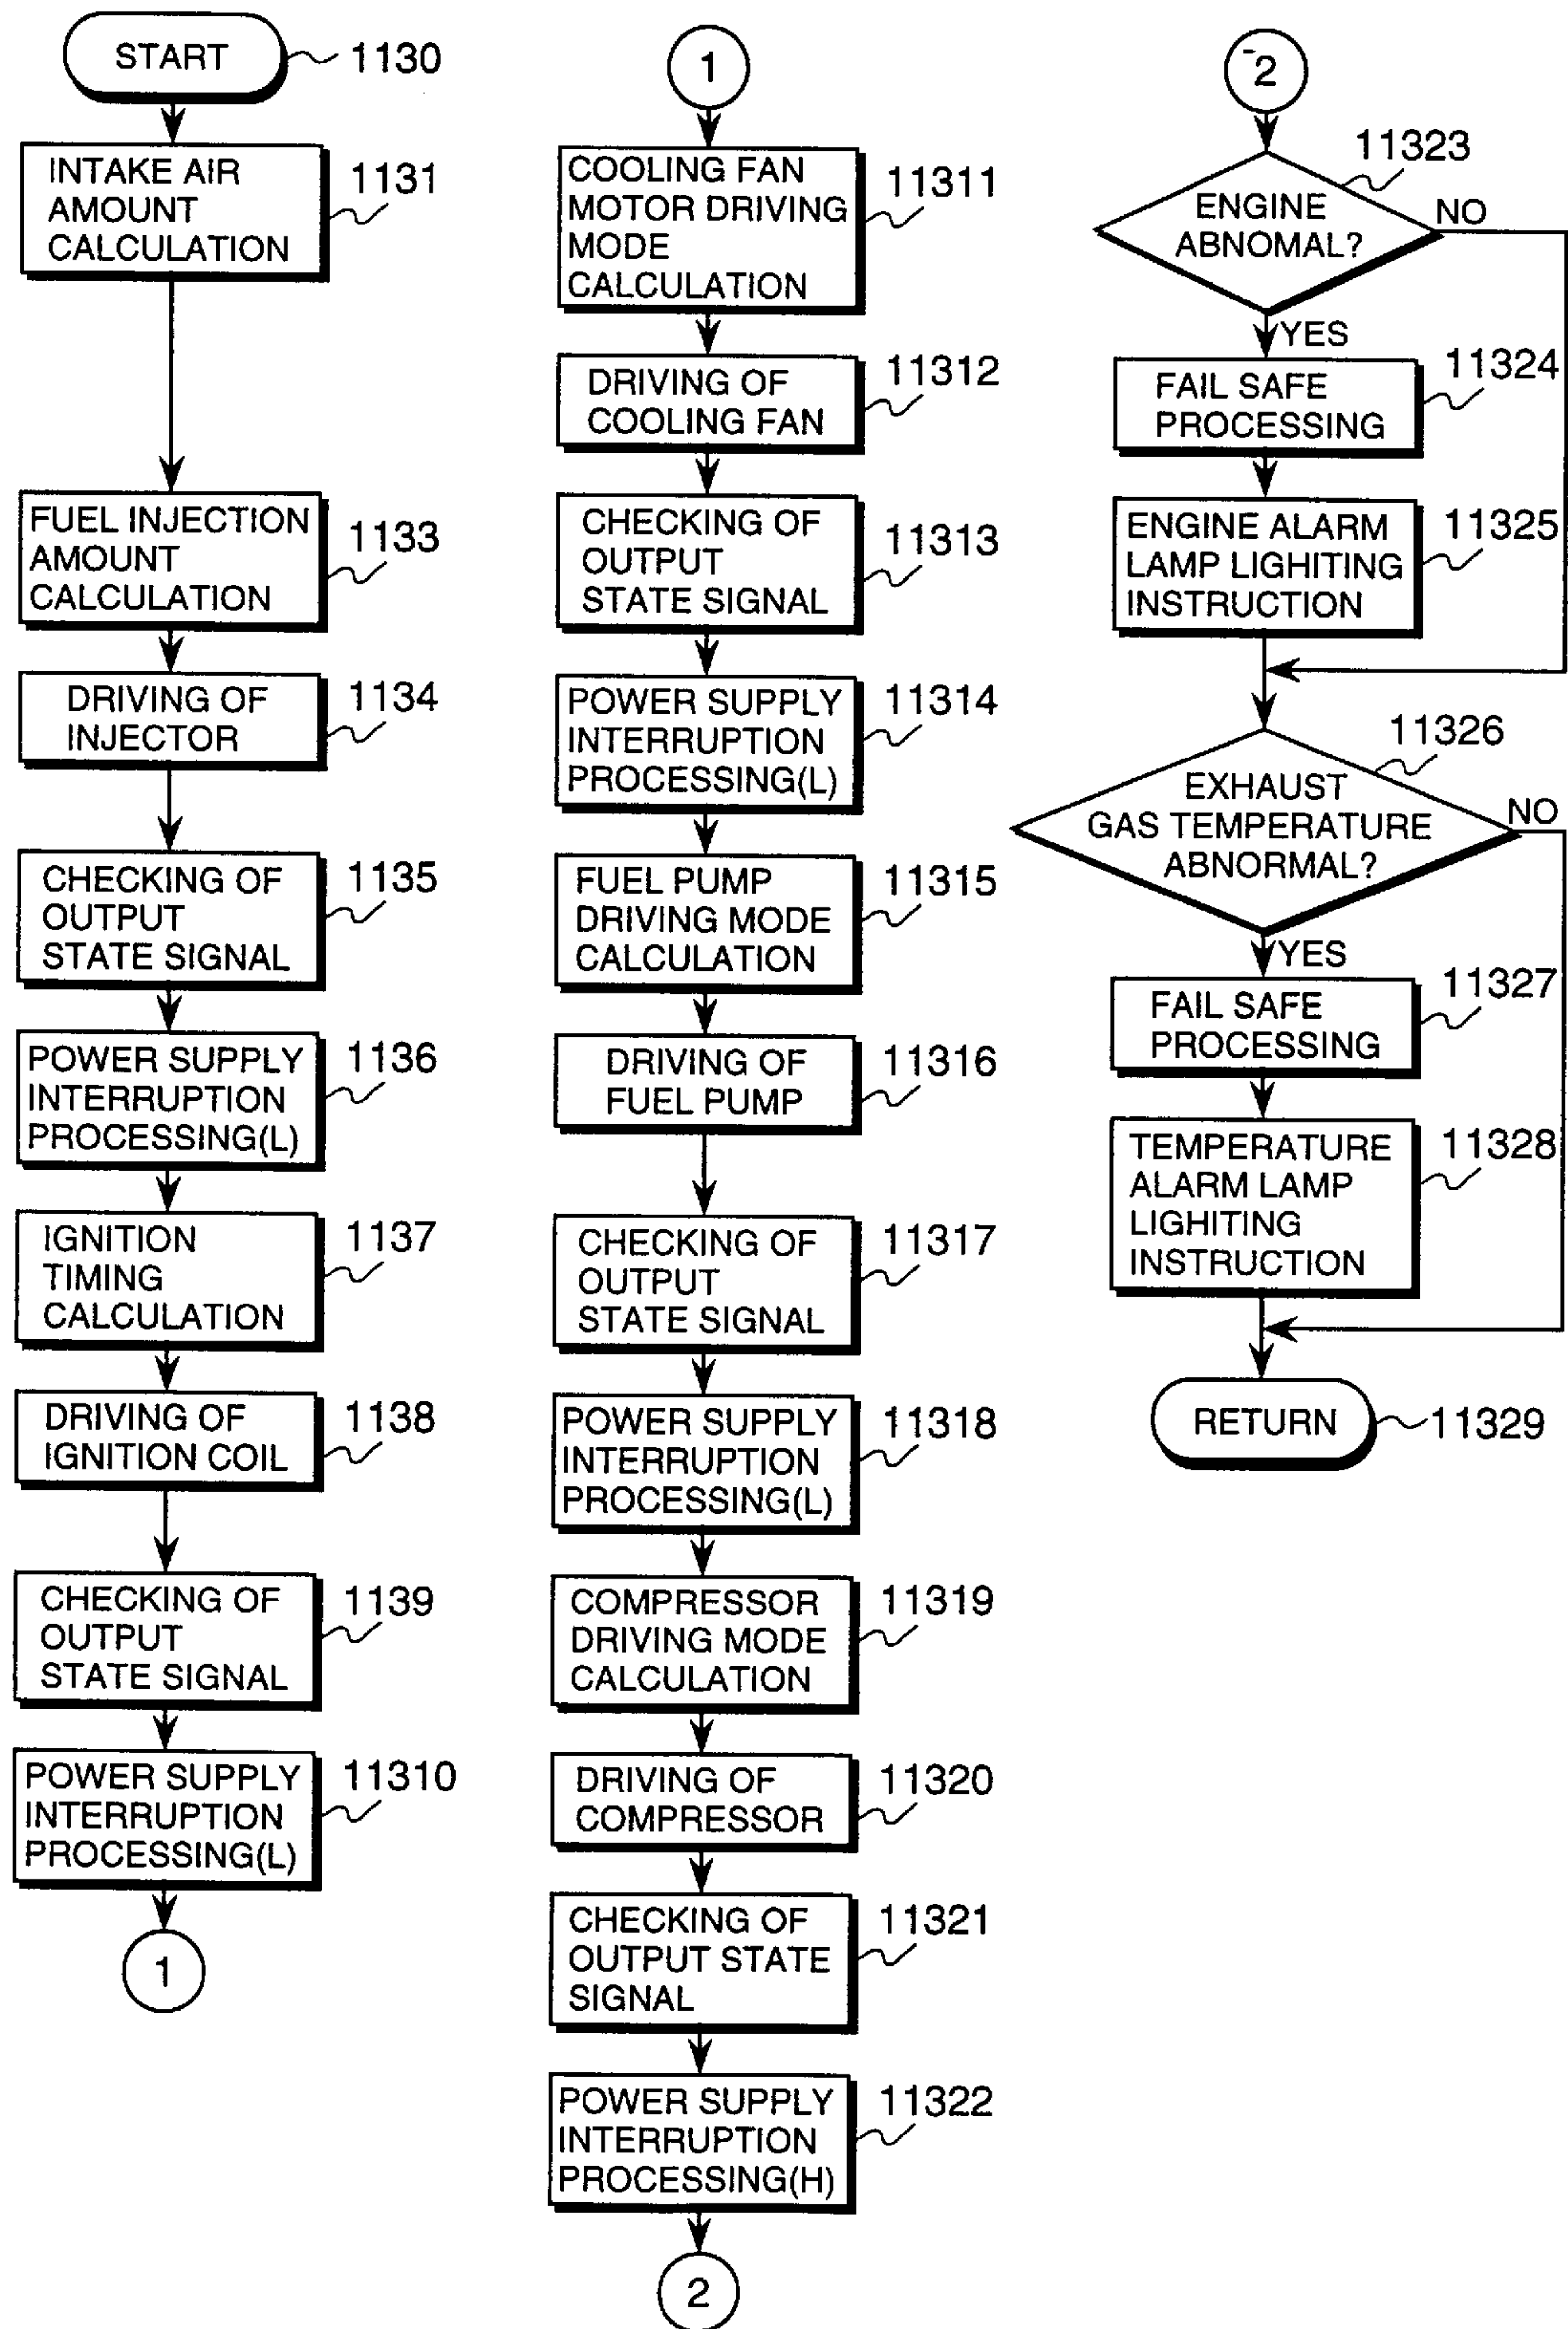 START
1130
INTAKE AIR
AMOUNT
CALCULATION
1131
FUEL INJECTION
AMOUNT
CALCULATION
1133
DRIVING OF
INJECTOR
1134
CHECKING OF
OUTPUT
STATE SIGNAL
1135
POWER SUPPLY
INTERRUPTION
PROCESSING(L)
1136
IGNITION
TIMING
CALCULATION
1137
DRIVING OF
IGNITION COIL
1138
CHECKING OF
OUTPUT
STATE SIGNAL
1139
POWER SUPPLY
INTERRUPTION
PROCESSING(L)
11310
1
1
COOLING FAN
MOTOR DRIVING
MODE
CALCULATION
11311
DRIVING OF
COOLING FAN
11312
CHECKING OF
OUTPUT
STATE SIGNAL
11313
POWER SUPPLY
INTERRUPTION
PROCESSING(L)
11314
FUEL PUMP
DRIVING MODE
CALCULATION
11315
DRIVING OF
FUEL PUMP
11316
CHECKING OF
OUTPUT
STATE SIGNAL
11317
POWER SUPPLY
INTERRUPTION
PROCESSING(L)
11318
COMPRESSOR
DRIVING MODE
CALCULATION
11319
DRIVING OF
COMPRESSOR
11320
CHECKING OF
OUTPUT STATE
SIGNAL
11321
POWER SUPPLY
INTERRUPTION
PROCESSING(H)
11322
2
2
11323
ENGINE
ABNOMAL?
NO
YES
FAIL SAFE
PROCESSING
11324
ENGINE ALARM
LAMP LIGHITING
INSTRUCTION
11325
11326
EXHAUST
GAS TEMPERATURE
ABNORMAL?
NO
YES
FAIL SAFE
PROCESSING
11327
TEMPERATURE
ALARM LAMP
LIGHITING
INSTRUCTION
11328
RETURN
11329